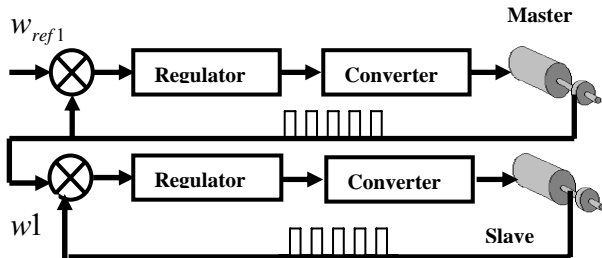 Master
w_ref1
Regulator
Converter
Regulator
Converter
w1
Slave